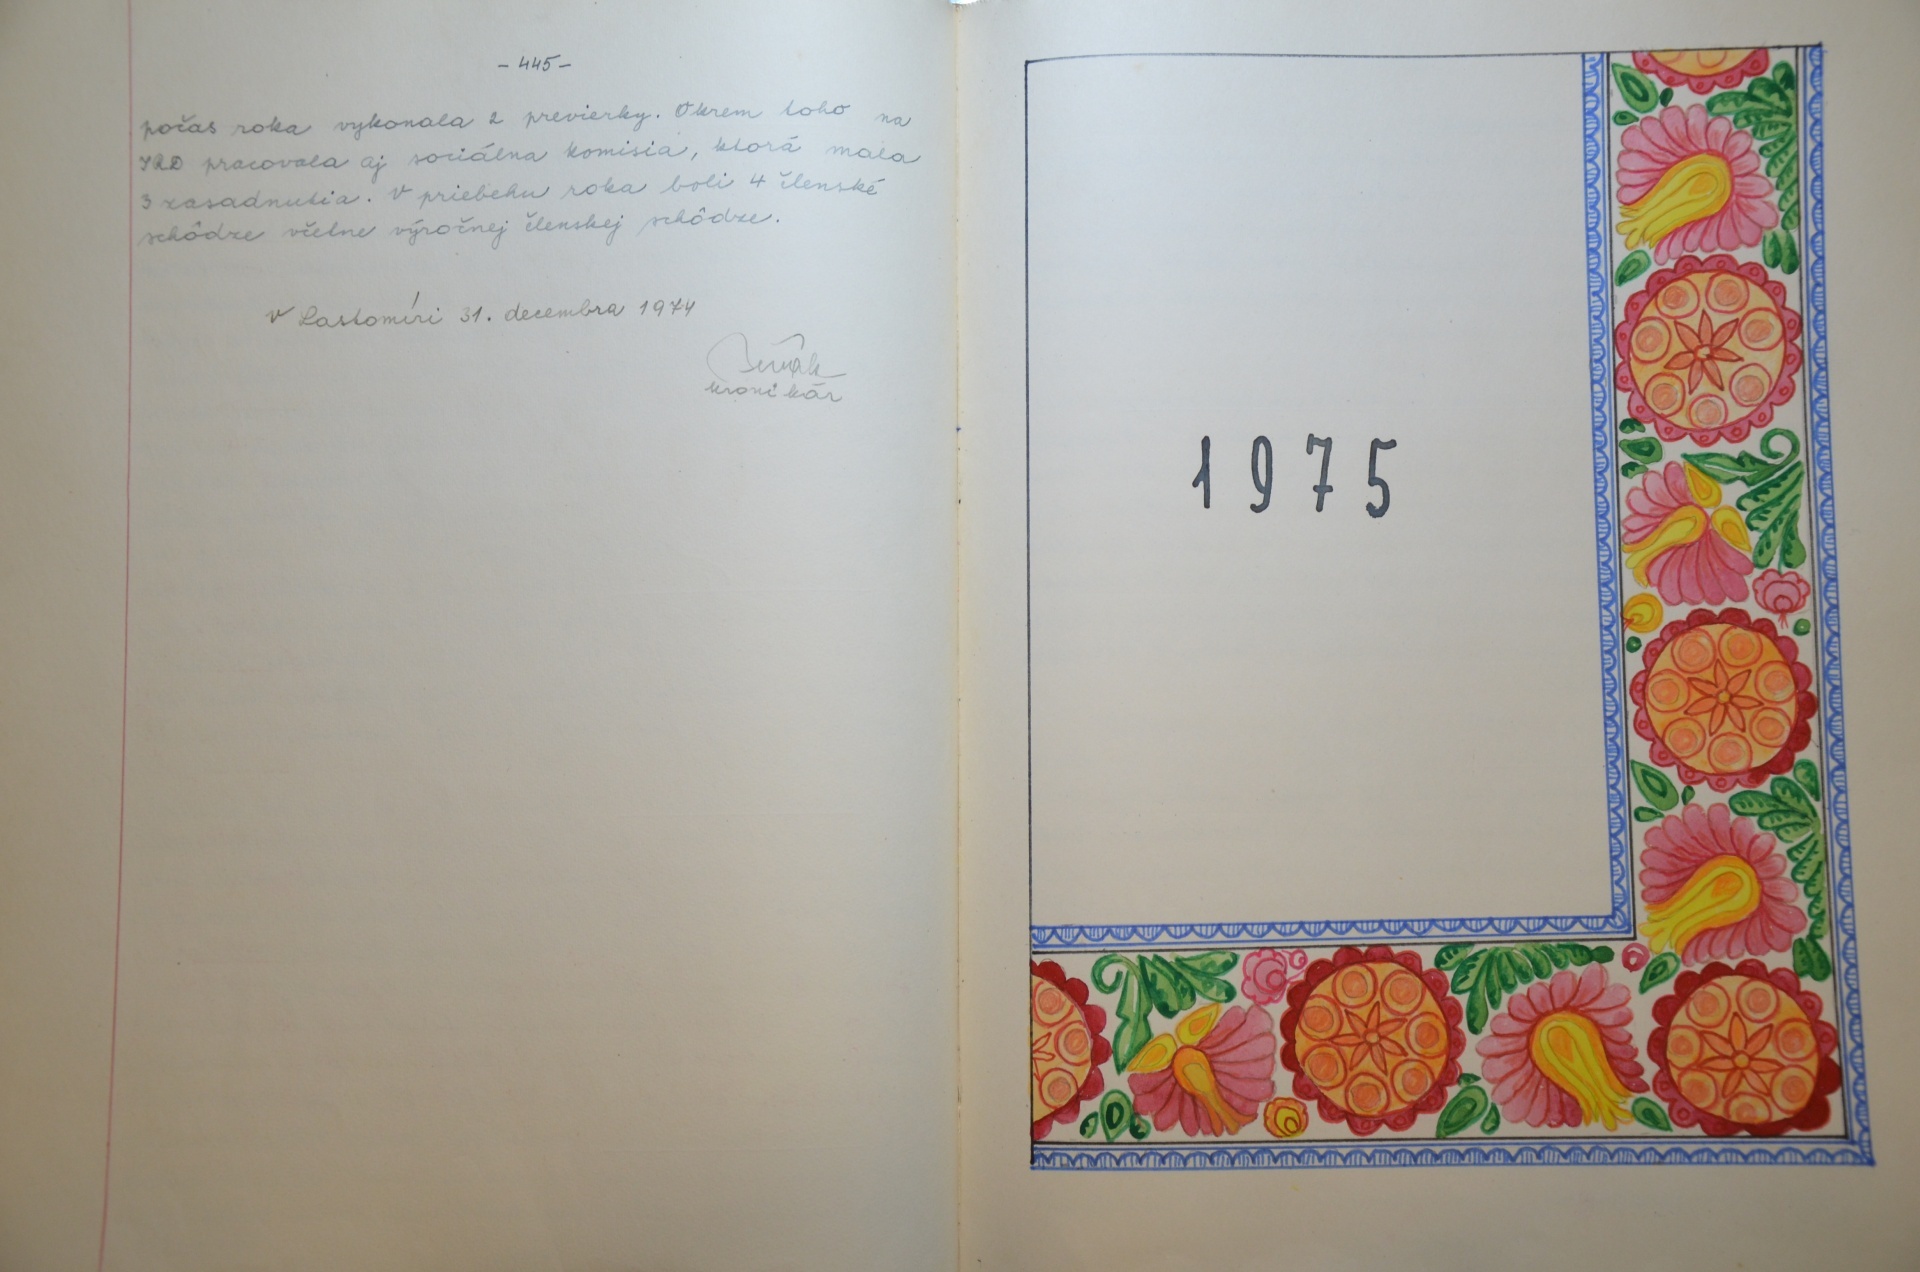 - 445 -
počas roka vykonala 2 previerky. Okrem toho na
JRD pracovala aj sociálna komisia, ktorá mala
3 zasadnutia. V priebehu roka boli 4 členské
schôdze včetne výročnej členskej schôdze.
V Lastomíri 31. decembra 1974
kronikár
1975